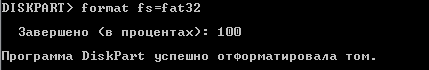 DISKPART> format fs=fat32
Завершено (в процентах): 100
Программа DiskPart успешно отформатировала том.